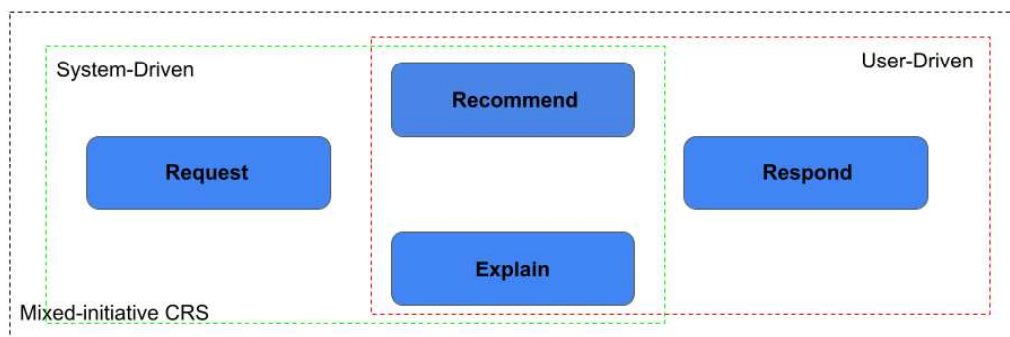 System-Driven
User-Driven
Recommend
Request
Respond
Explain
Mixed-initiative CRS